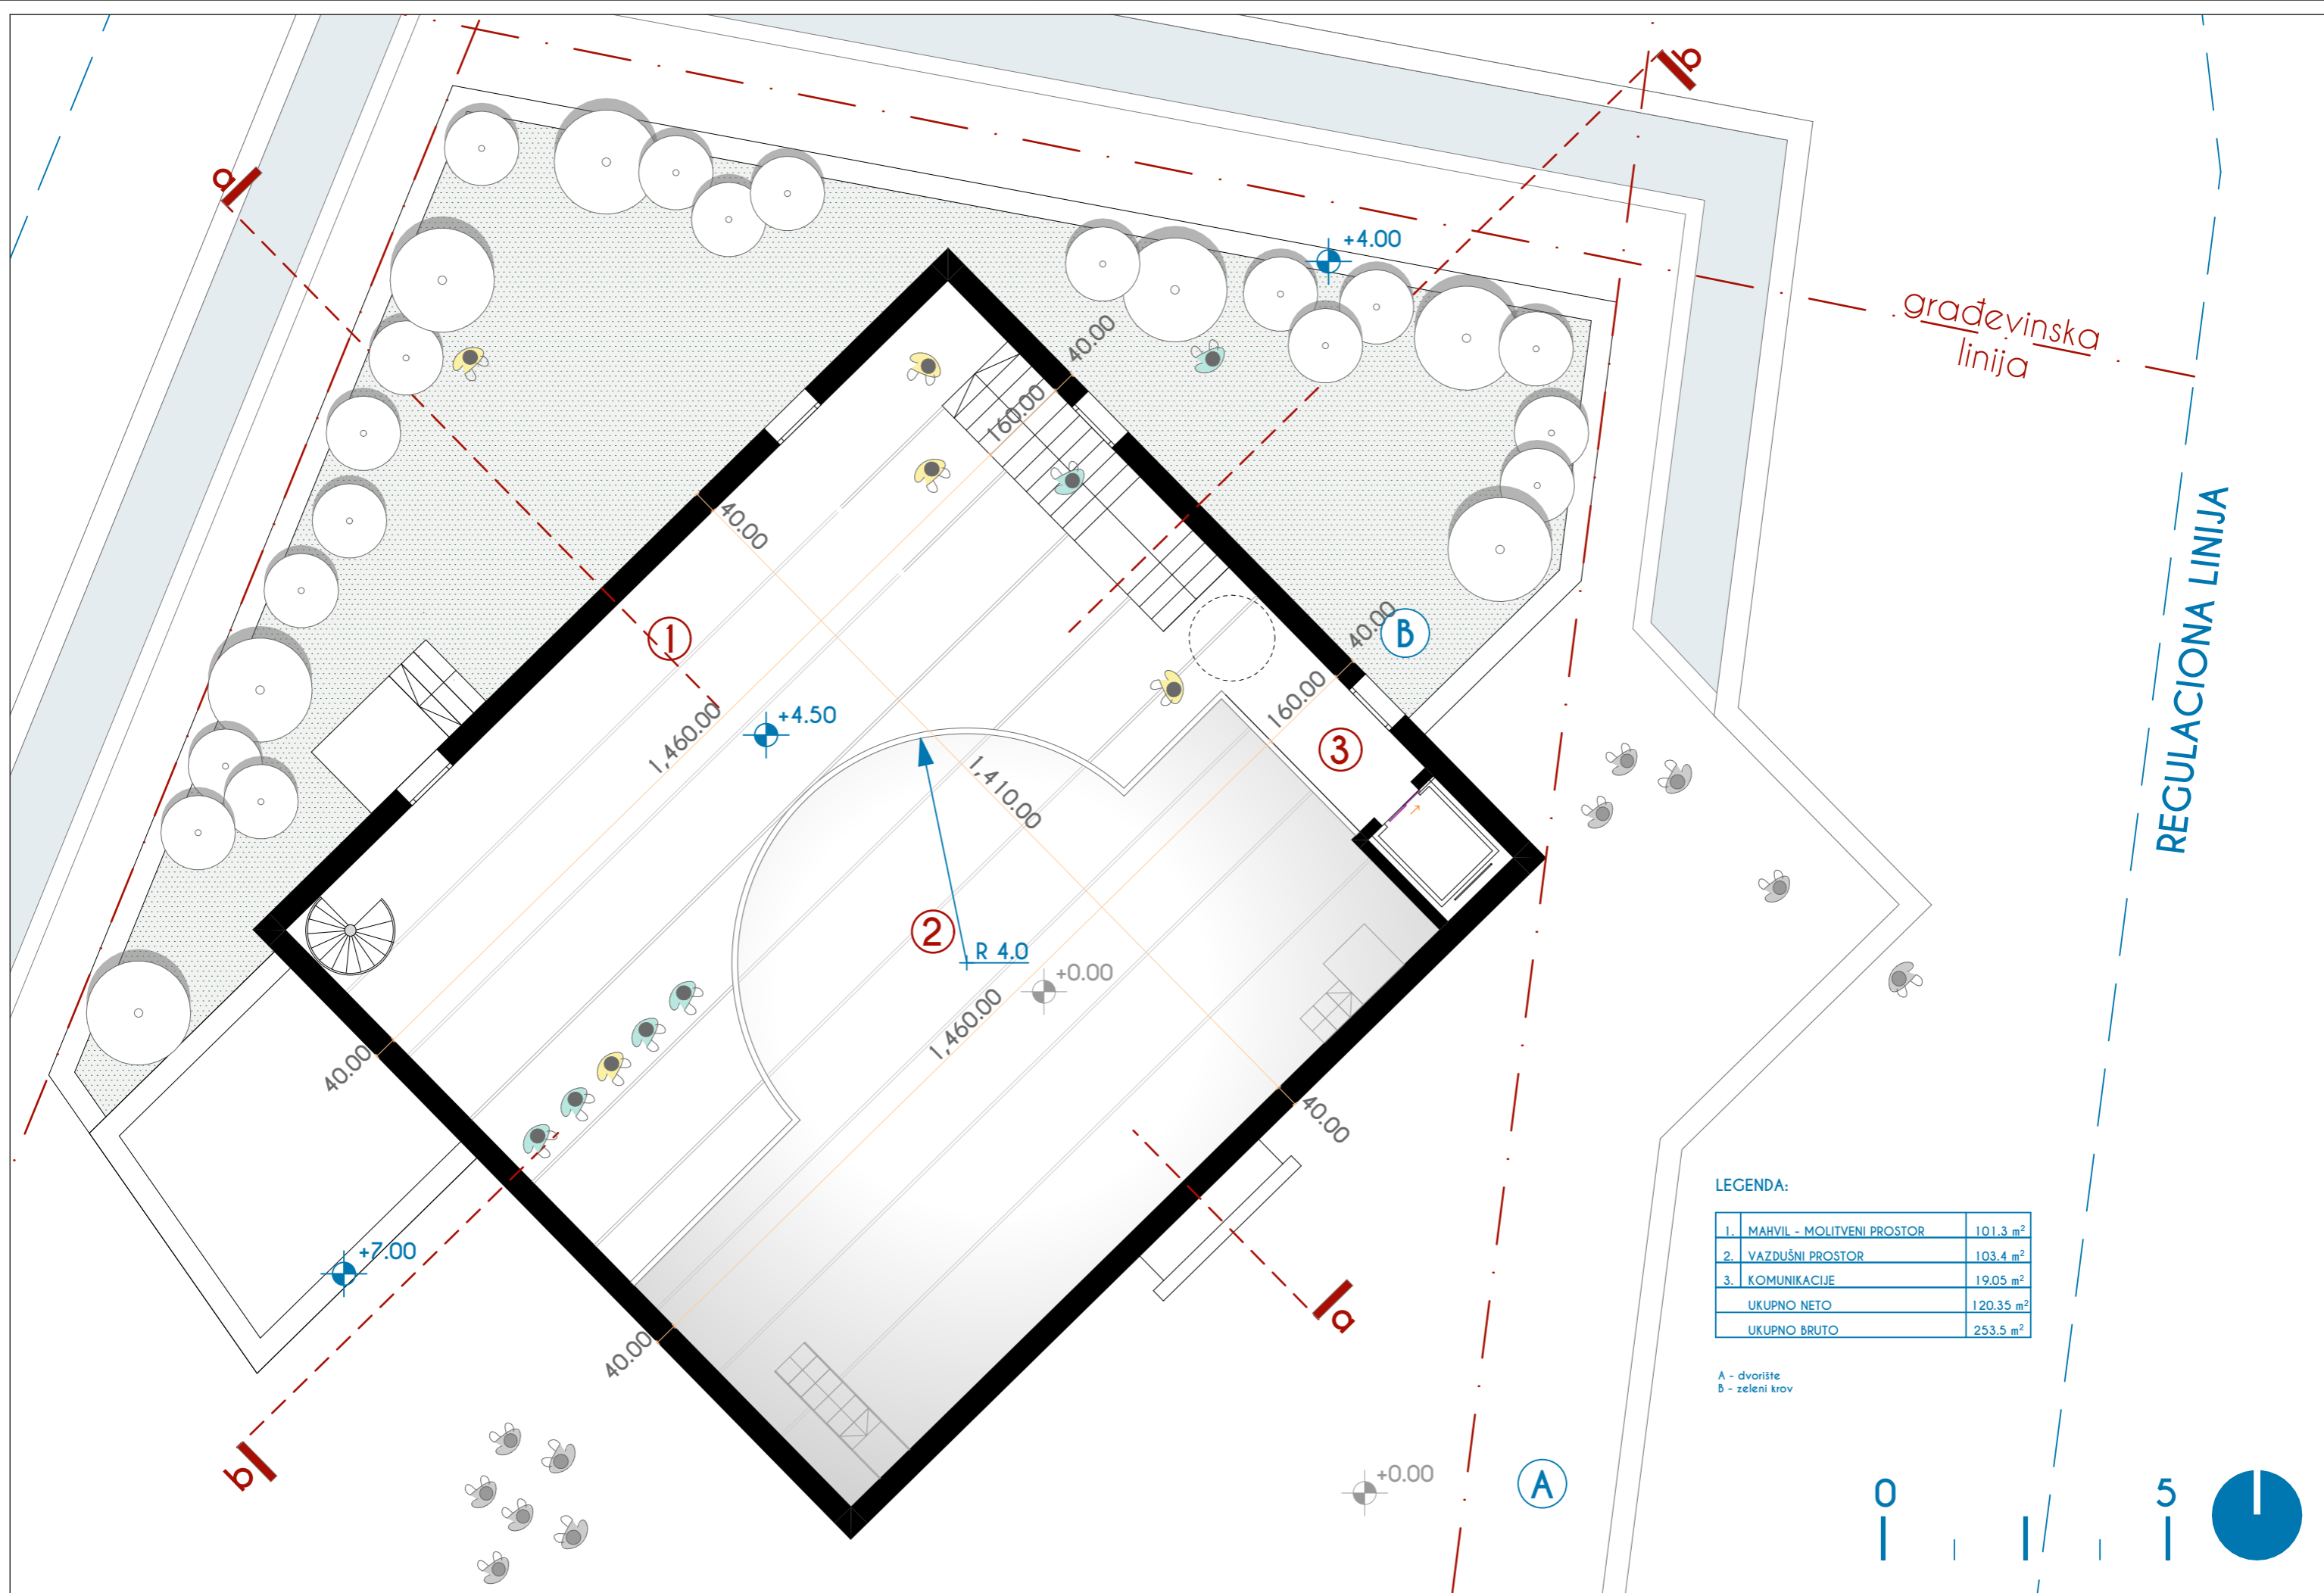 a
b
+4.00
građevinska
linija
40.00
160.00
40.00
REGULACIONA LINIJA
1
B
40.00
160.00
1,460.00
+4.50
3
1,410.00
2
R 4.0
+0.00
1,460.00
40.00
40.00
+7.00
40.00
a
b
LEGENDA:
1. MAHVIL - MOLITVENI PROSTOR 101.3 m²
2. VAZDUŠNI PROSTOR 103.4 m²
3. KOMUNIKACIJE 19.05 m²
UKUPNO NETO 120.35 m²
UKUPNO BRUTO 253.5 m²
A - dvorište
B - zeleni krov
+0.00
A
0 5